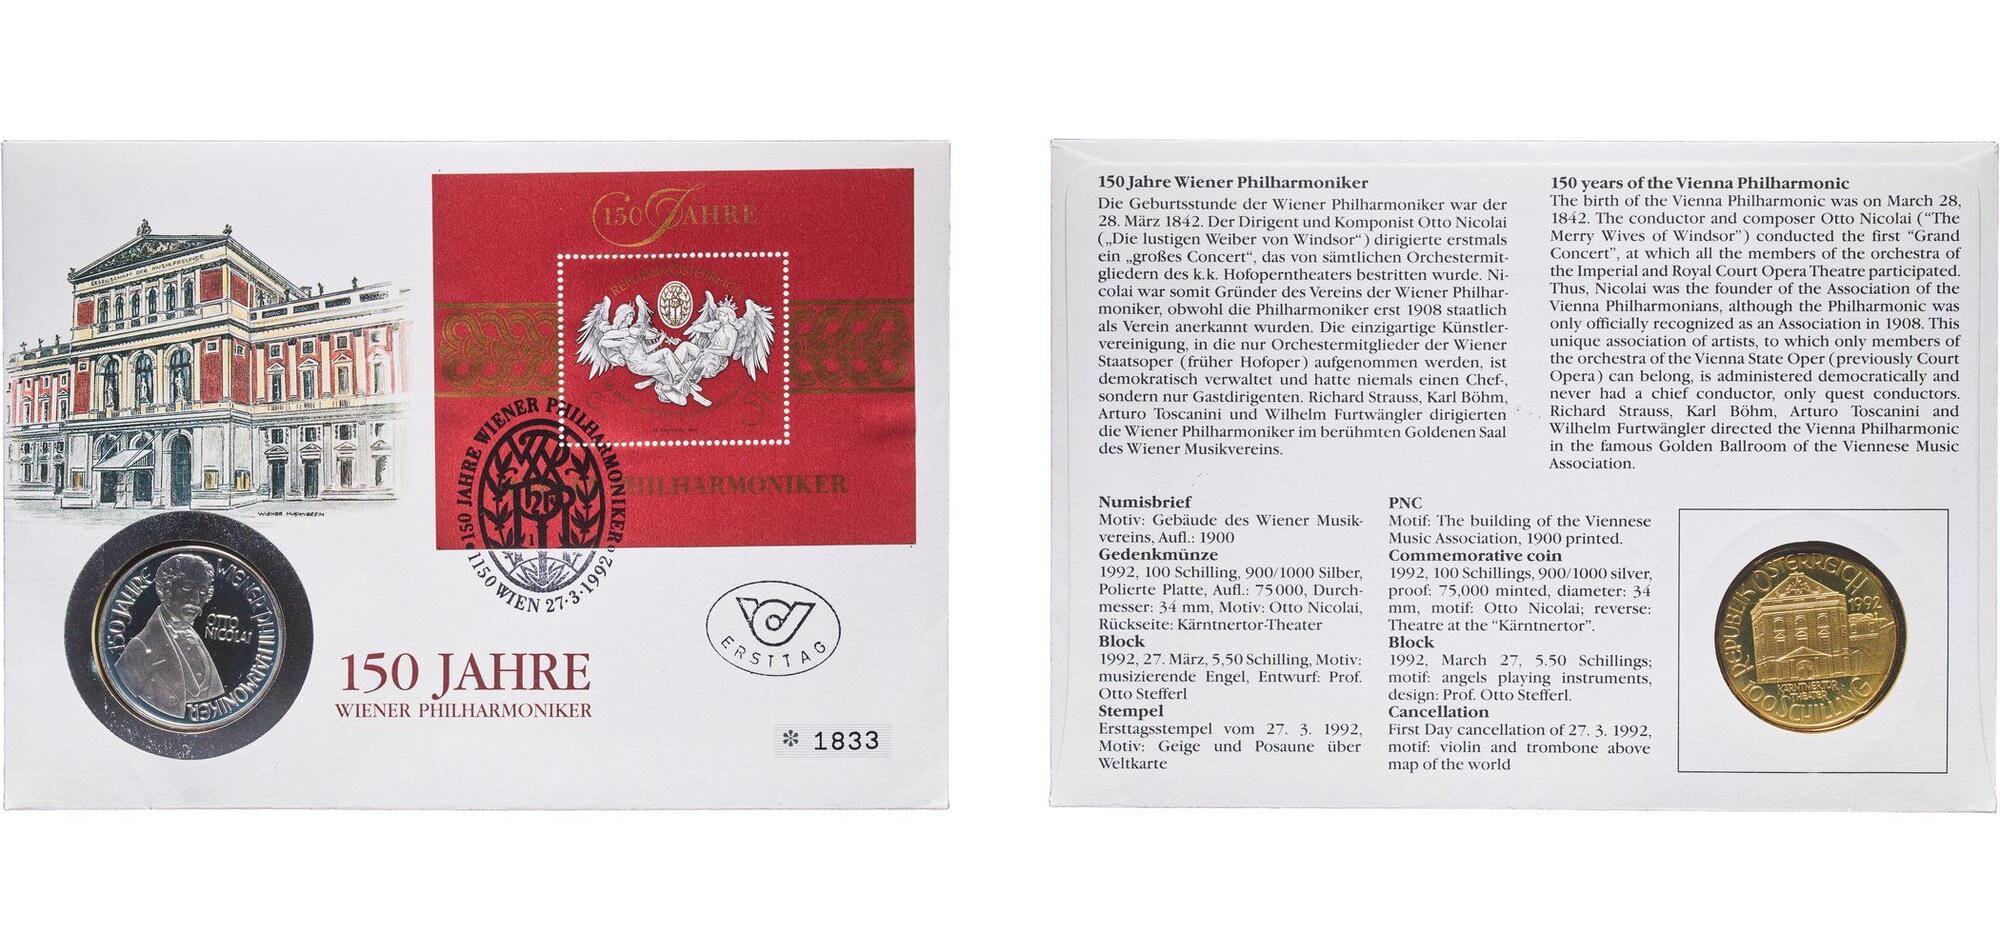 GESELLSCHAFT DER MUSIKFREUNDE
WIENER MUSIKVEREIN
150 JAHRE
REPUBLIK ÖSTERREICH
PHILHARMONIKER
150 JAHRE WIENER PHILHARMONIKER
1150 WIEN 27·3·1992
150 JAHRE WIENER PHILHARMONIKER
OTTO
NICOLAI
150 JAHRE
WIENER PHILHARMONIKER
ERSTTAG
* 1833
150 Jahre Wiener Philharmoniker
Die Geburtsstunde der Wiener Philharmoniker war der
28. März 1842. Der Dirigent und Komponist Otto Nicolai
(„Die lustigen Weiber von Windsor“) dirigierte erstmals
ein „großes Concert“, das von sämtlichen Orchestermit-
gliedern des k.k. Hofoperntheaters bestritten wurde. Ni-
colai war somit Gründer des Vereins der Wiener Philhar-
moniker, obwohl die Philharmoniker erst 1908 staatlich
als Verein anerkannt wurden. Die einzigartige Künstler-
vereinigung, in die nur Orchestermitglieder der Wiener
Staatsoper (früher Hofoper) aufgenommen werden, ist
demokratisch verwaltet und hatte niemals einen Chef-,
sondern nur Gastdirigenten. Richard Strauss, Karl Böhm,
Arturo Toscanini und Wilhelm Furtwängler dirigierten
die Wiener Philharmoniker im berühmten Goldenen Saal
des Wiener Musikvereins.
150 years of the Vienna Philharmonic
The birth of the Vienna Philharmonic was on March 28,
1842. The conductor and composer Otto Nicolai (“The
Merry Wives of Windsor”) conducted the first “Grand
Concert”, at which all the members of the orchestra of
the Imperial and Royal Court Opera Theatre participated.
Thus, Nicolai was the founder of the Association of the
Vienna Philharmonians, although the Philharmonic was
only officially recognized as an Association in 1908. This
unique association of artists, to which only members of
the orchestra of the Vienna State Oper (previously Court
Opera) can belong, is administered democratically and
never had a chief conductor, only quest conductors.
Richard Strauss, Karl Böhm, Arturo Toscanini and
Wilhelm Furtwängler directed the Vienna Philharmonic
in the famous Golden Ballroom of the Viennese Music
Association.
Numisbrief
Motiv: Gebäude des Wiener Musik-
vereins, Aufl.: 1900
Gedenkmünze
1992, 100 Schilling, 900/1000 Silber,
Polierte Platte, Aufl.: 75000, Durch-
messer: 34 mm, Motiv: Otto Nicolai,
Rückseite: Kärntnertor-Theater
Block
1992, 27. März, 5,50 Schilling, Motiv:
musizierende Engel, Entwurf: Prof.
Otto Stefferl
Stempel
Ersttagsstempel vom 27. 3. 1992,
Motiv: Geige und Posaune über
Weltkarte
PNC
Motif: The building of the Viennese
Music Association, 1900 printed.
Commemorative coin
1992, 100 Schillings, 900/1000 silver,
proof: 75,000 minted, diameter: 34
mm, motif: Otto Nicolai; reverse:
Theatre at the “Kärntnertor”.
Block
1992, March 27, 5.50 Schillings;
motif: angels playing instruments,
design: Prof. Otto Stefferl.
Cancellation
First Day cancellation of 27. 3. 1992,
motif: violin and trombone above
map of the world
REPUBLIK ÖSTERREICH
1992
KÄRNTNERTOR
THEATER
100 SCHILLING